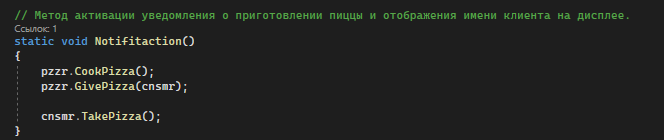 // Метод активации уведомления о приготовлении пиццы и отображения имени клиента на дисплее.
Ссылок: 1
static void Notifitaction()
{
pzzr.CookPizza();
pzzr.GivePizza(cnsmr);
cnsmr.TakePizza();
}